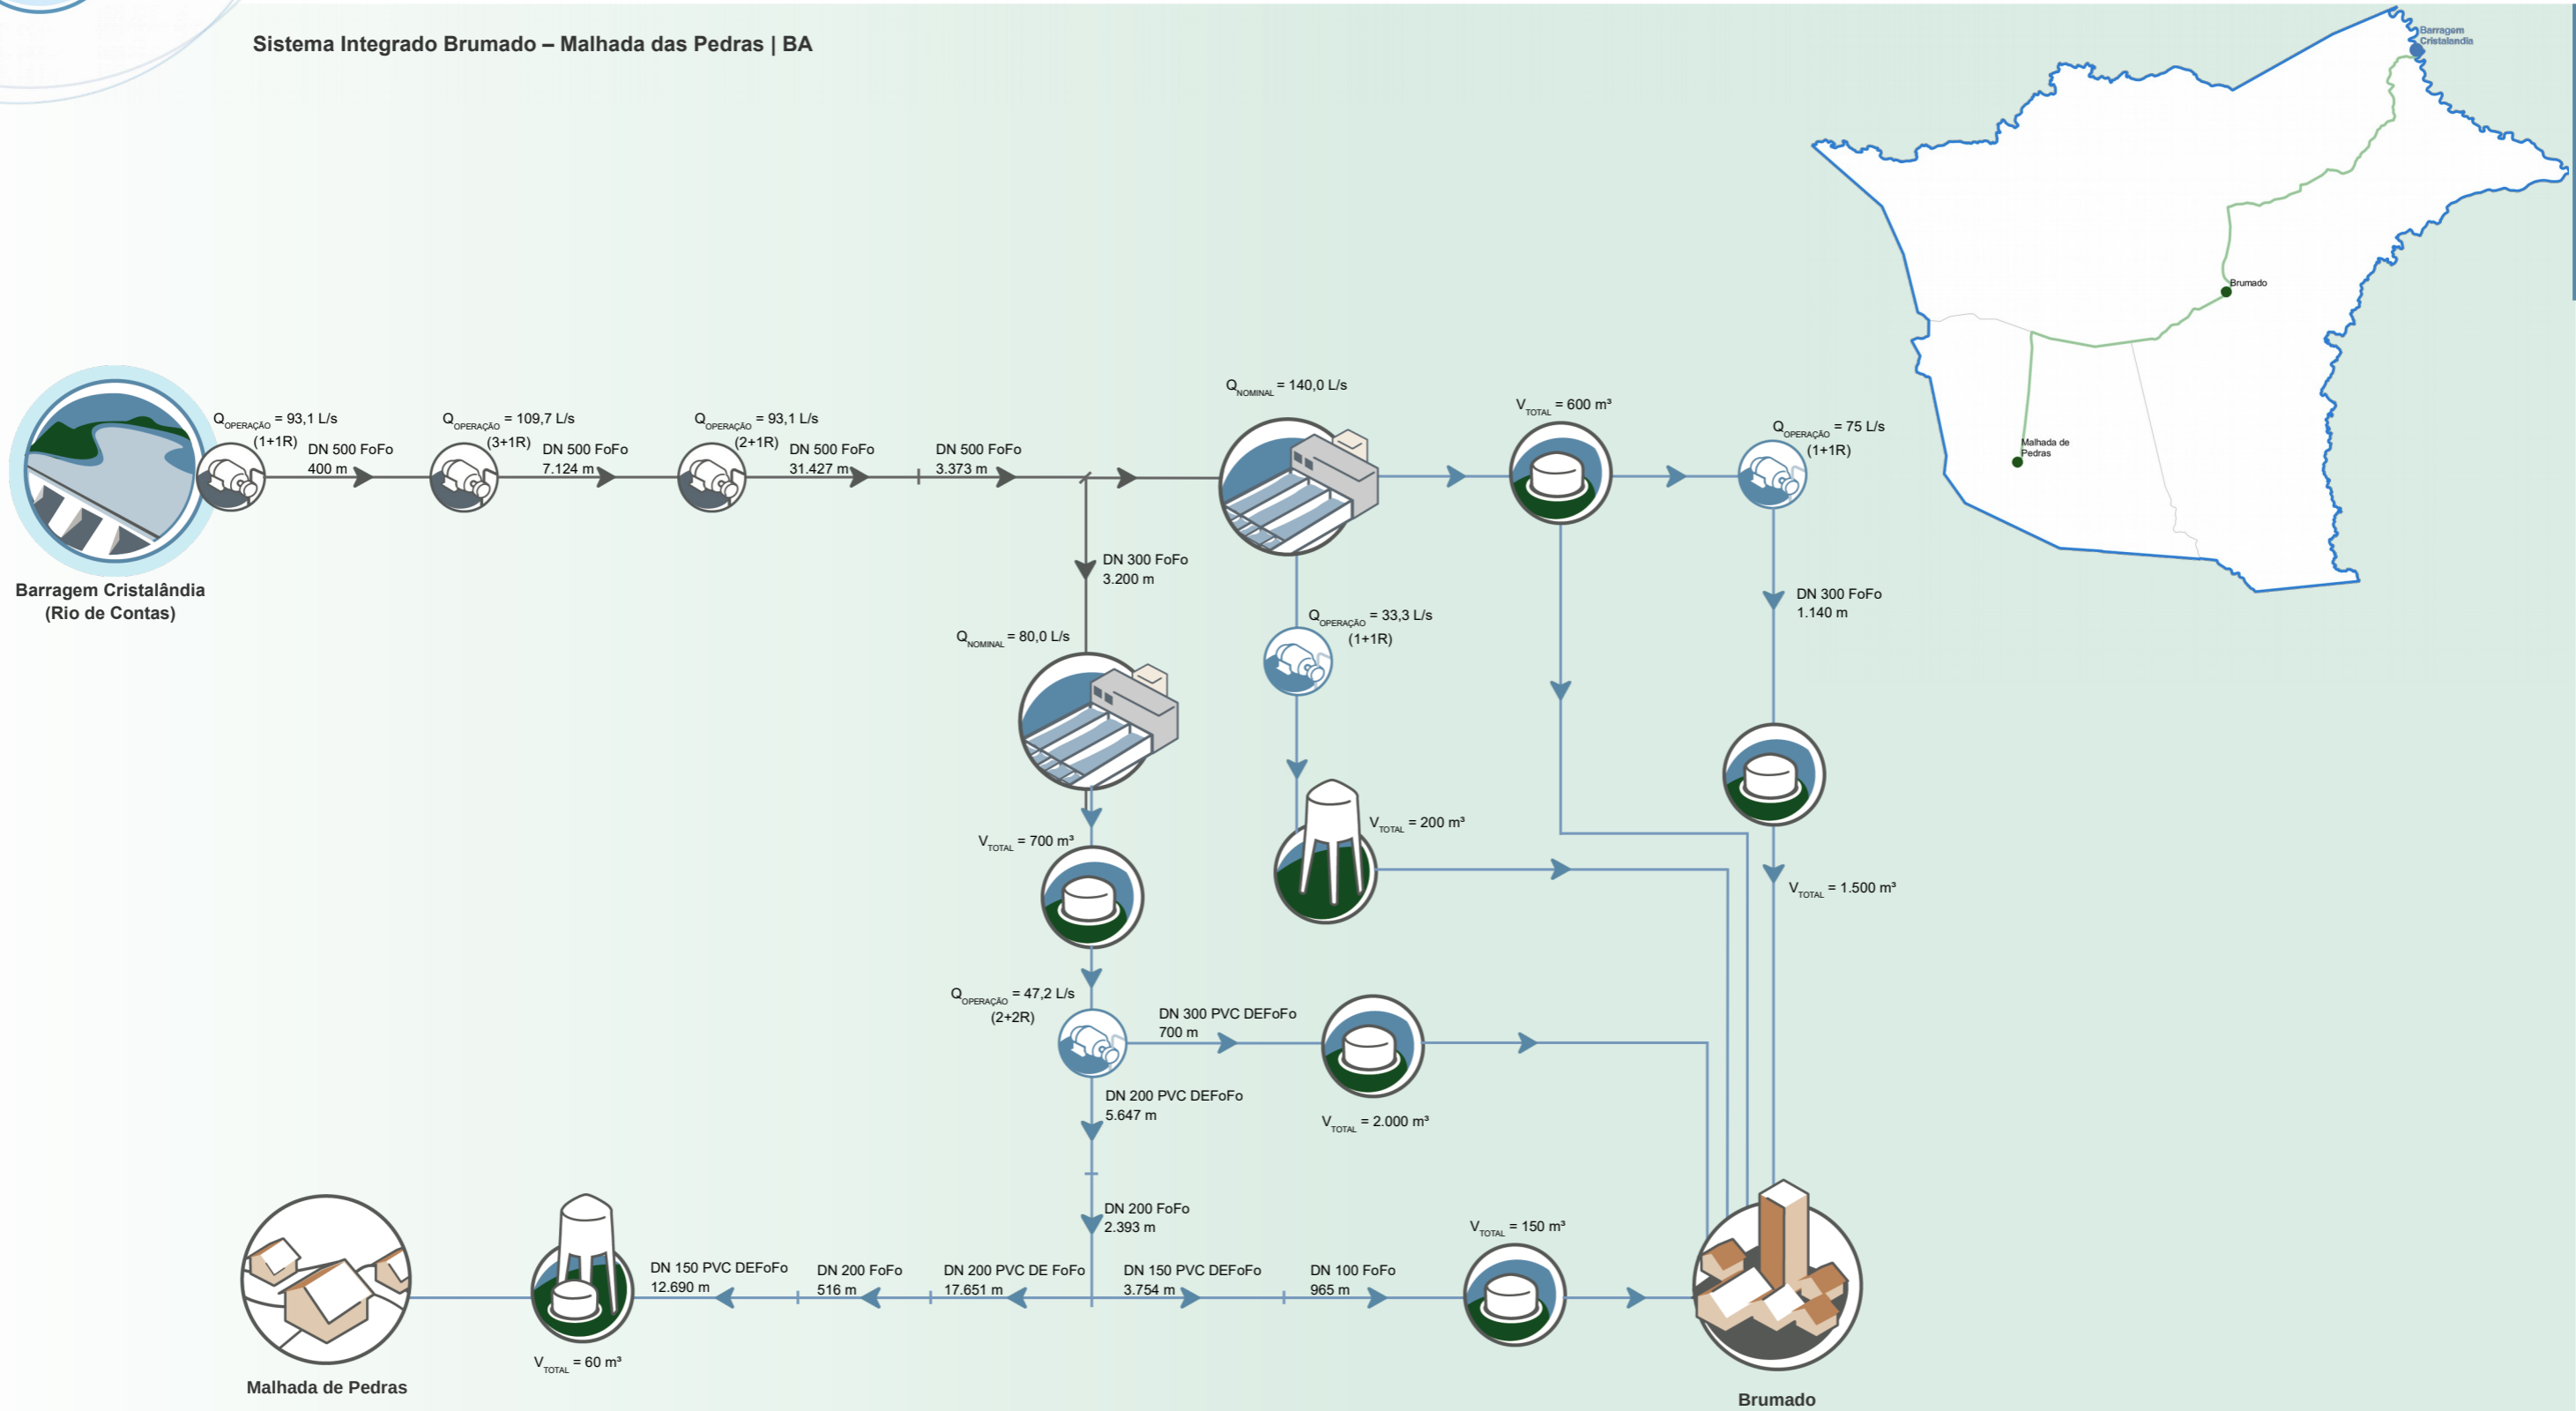 Sistema Integrado Brumado – Malhada das Pedras | BA
Barragem
Cristalandia
Brumado
Malhada de
Pedras
Q OPERAÇÃO = 93,1 L/s
(1+1R)
DN 500 FoFo
400 m
Q OPERAÇÃO = 109,7 L/s
(3+1R)
DN 500 FoFo
7.124 m
Q OPERAÇÃO = 93,1 L/s
(2+1R)
DN 500 FoFo
31.427 m
DN 500 FoFo
3.373 m
Q NOMINAL = 140,0 L/s
V TOTAL = 600 m³
Q OPERAÇÃO = 75 L/s
(1+1R)
Barragem Cristalândia
(Rio de Contas)
DN 300 FoFo
3.200 m
DN 300 FoFo
1.140 m
Q NOMINAL = 80,0 L/s
Q OPERAÇÃO = 33,3 L/s
(1+1R)
V TOTAL = 700 m³
V TOTAL = 200 m³
V TOTAL = 1.500 m³
Q OPERAÇÃO = 47,2 L/s
(2+2R)
DN 300 PVC DEFoFo
700 m
V TOTAL = 2.000 m³
DN 200 PVC DEFoFo
5.647 m
DN 200 FoFo
2.393 m
DN 150 PVC DEFoFo
12.690 m
DN 200 FoFo
516 m
DN 200 PVC DE FoFo
17.651 m
DN 150 PVC DEFoFo
3.754 m
DN 100 FoFo
965 m
V TOTAL = 150 m³
V TOTAL = 60 m³
Malhada de Pedras
Brumado